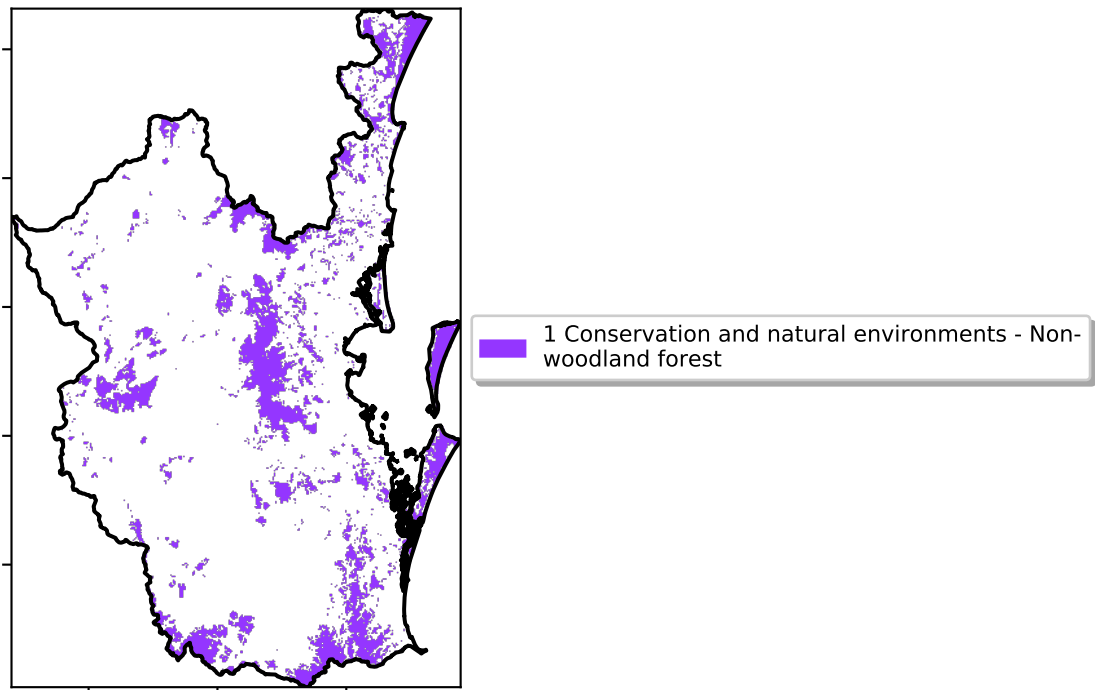 1 Conservation and natural environments - Non-
woodland forest